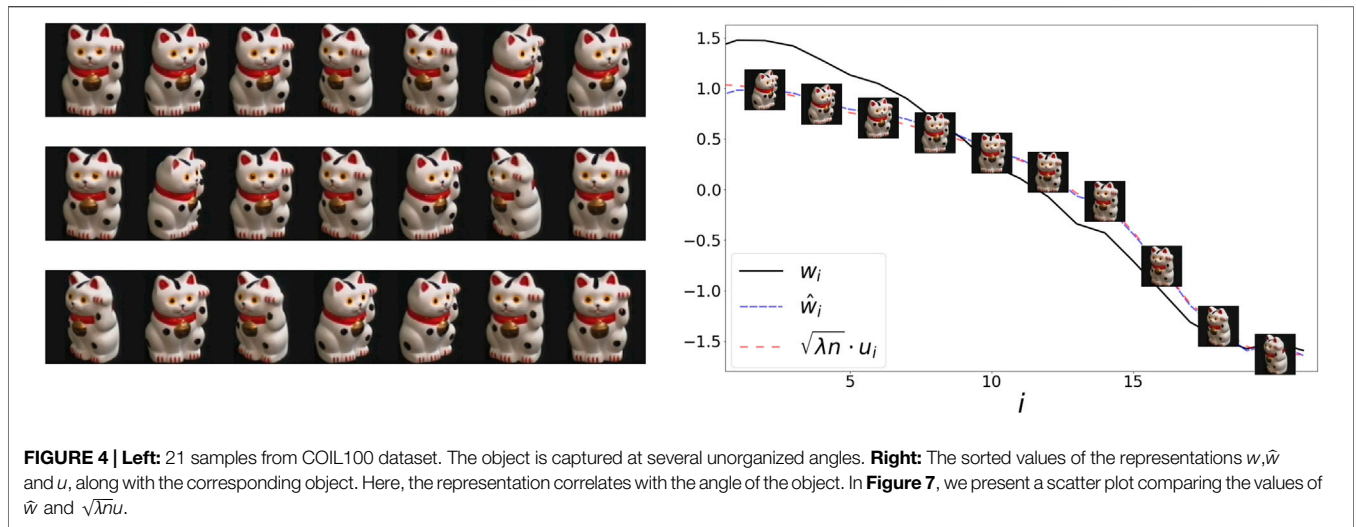 1.5
1.0
0.5
0.0
−0.5
−1.0
−1.5
w_i
ŵ_i
√λn · u_i
5 10 15
i
FIGURE 4 | Left: 21 samples from COIL100 dataset. The object is captured at several unorganized angles. Right: The sorted values of the representations w,ŵ
and u, along with the corresponding object. Here, the representation correlates with the angle of the object. In Figure 7, we present a scatter plot comparing the values of
ŵ and √λnu.